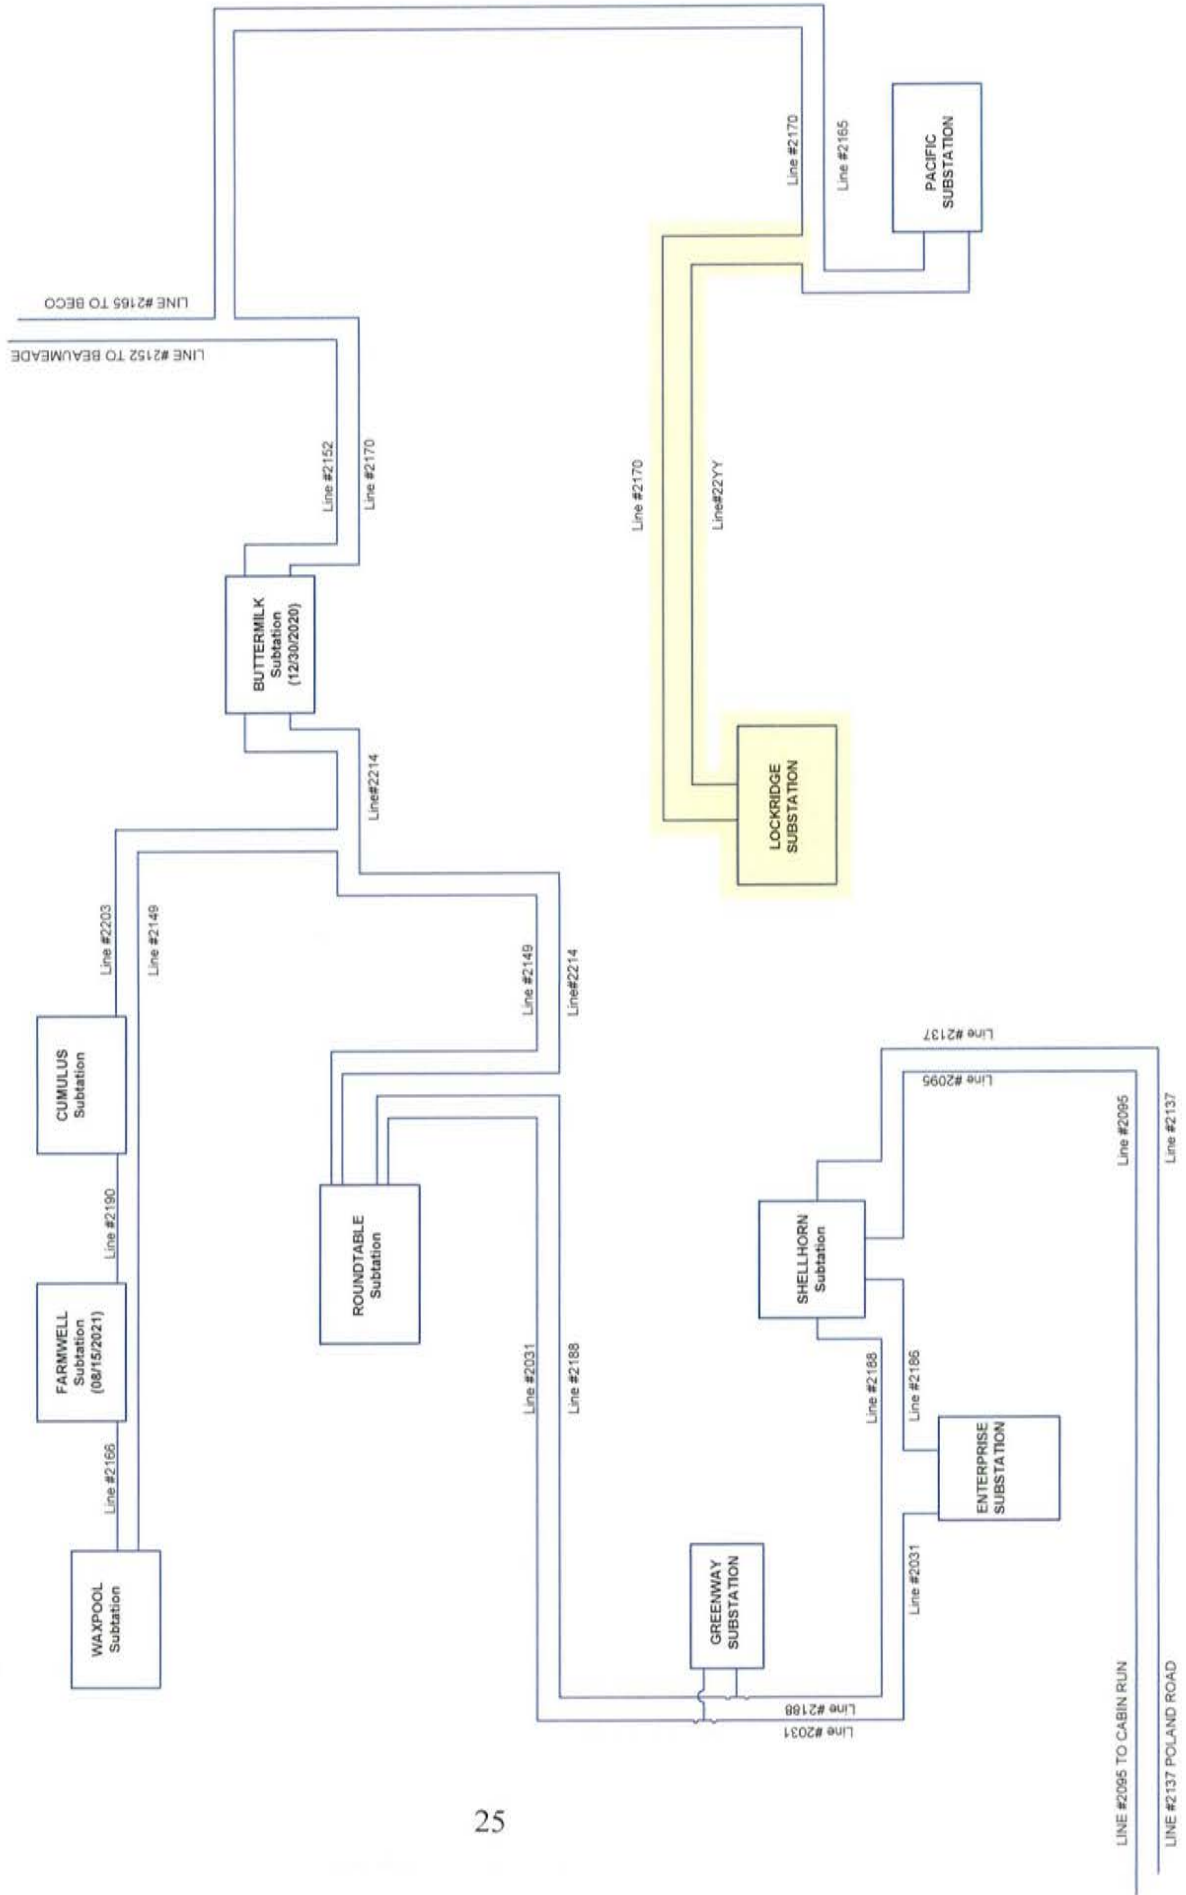 LINE #2165 TO BECO
LINE #2152 TO BEAUMEADE
Line #2170
Line #2165
PACIFIC
SUBSTATION
Line #2152
Line #2170
BUTTERMILK
Subtation
(12/30/2020)
Line#2214
Line #2170
Line#22YY
LOCKRIDGE
SUBSTATION
Line #2203
Line #2149
CUMULUS
Subtation
Line #2190
FARMWELL
Subtation
(08/15/2021)
Line #2166
WAXPOOL
Subtation
Line #2149
Line#2214
ROUNDTABLE
Subtation
Line #2031
Line #2188
Line #2137
Line #2095
SHELLHORN
Subtation
Line #2188
Line #2186
ENTERPRISE
SUBSTATION
Line #2031
GREENWAY
SUBSTATION
Line #2188
Line #2031
Line #2095
Line #2137
LINE #2095 TO CABIN RUN
LINE #2137 POLAND ROAD
25